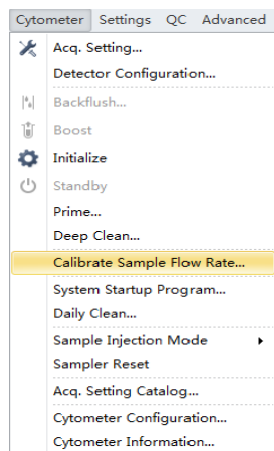 Cytometer Settings QC Advanced
Acq. Setting...
Detector Configuration...
Backflush...
Boost
Initialize
Standby
Prime...
Deep Clean...
Calibrate Sample Flow Rate...
System Startup Program...
Daily Clean...
Sample Injection Mode
Sampler Reset
Acq. Setting Catalog...
Cytometer Configuration...
Cytometer Information...